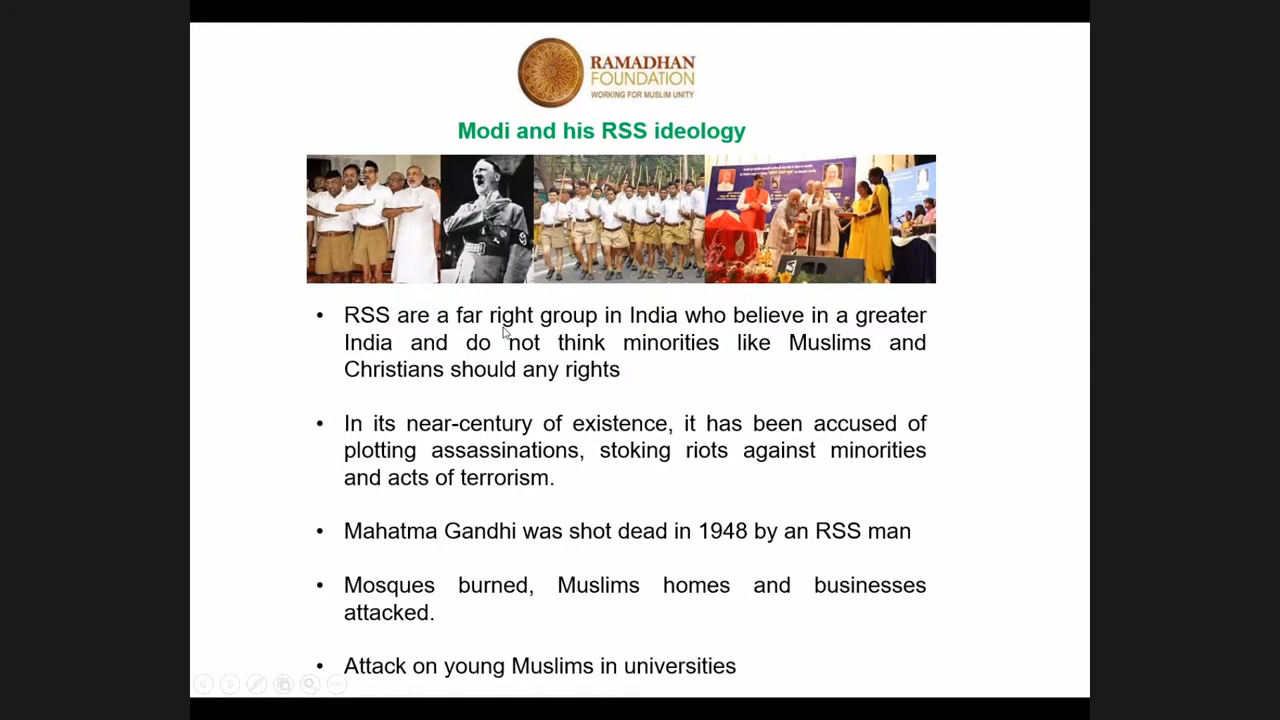 RAMADHAN
FOUNDATION
WORKING FOR MUSLIM UNITY
Modi and his RSS ideology
• RSS are a far right group in India who believe in a greater
India and do not think minorities like Muslims and
Christians should any rights
• In its near-century of existence, it has been accused of
plotting assassinations, stoking riots against minorities
and acts of terrorism.
• Mahatma Gandhi was shot dead in 1948 by an RSS man
• Mosques burned, Muslims homes and businesses
attacked.
• Attack on young Muslims in universities